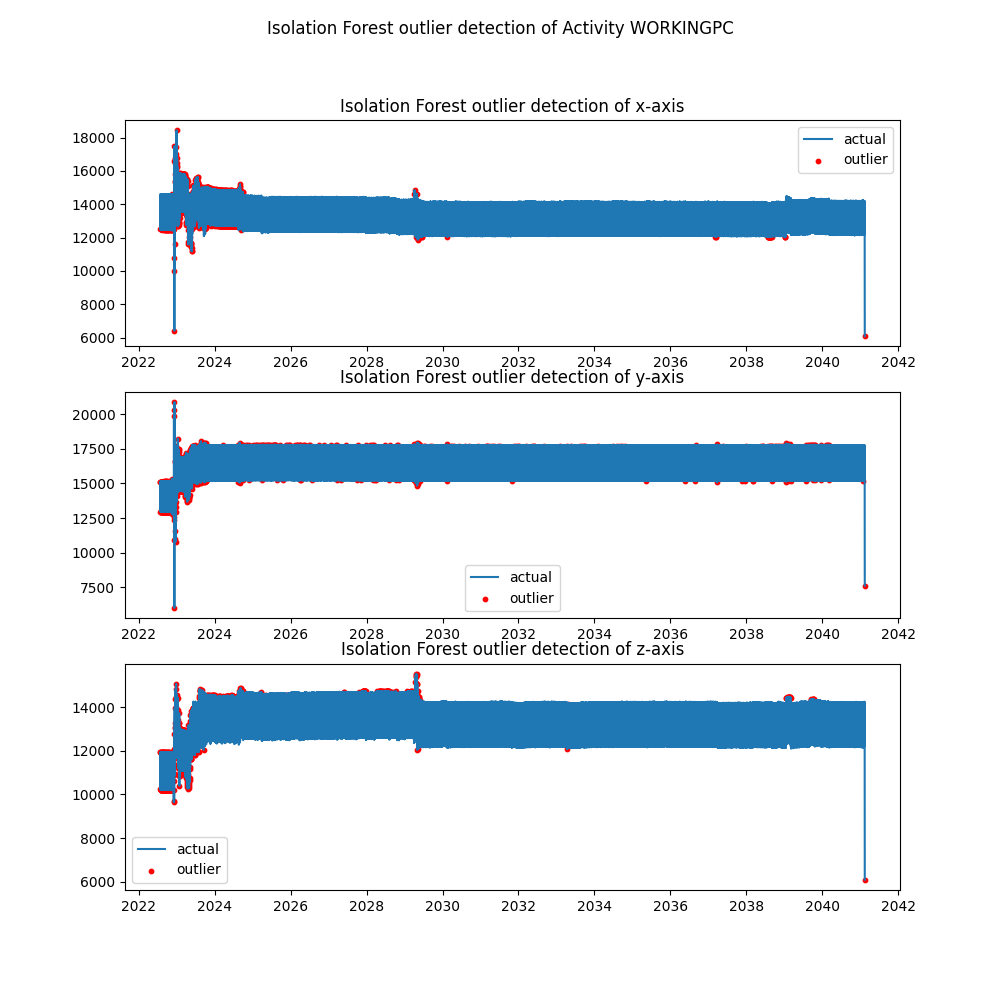 Isolation Forest outlier detection of Activity WORKINGPC
Isolation Forest outlier detection of x-axis
18000
16000
14000
12000
10000
8000
6000
actual
outlier
2022 2024 2026 2028 2030 2032 2034 2036 2038 2040 2042
Isolation Forest outlier detection of y-axis
20000
17500
15000
12500
10000
7500
actual
outlier
2022 2024 2026 2028 2030 2032 2034 2036 2038 2040 2042
Isolation Forest outlier detection of z-axis
14000
12000
10000
8000
6000
actual
outlier
2022 2024 2026 2028 2030 2032 2034 2036 2038 2040 2042